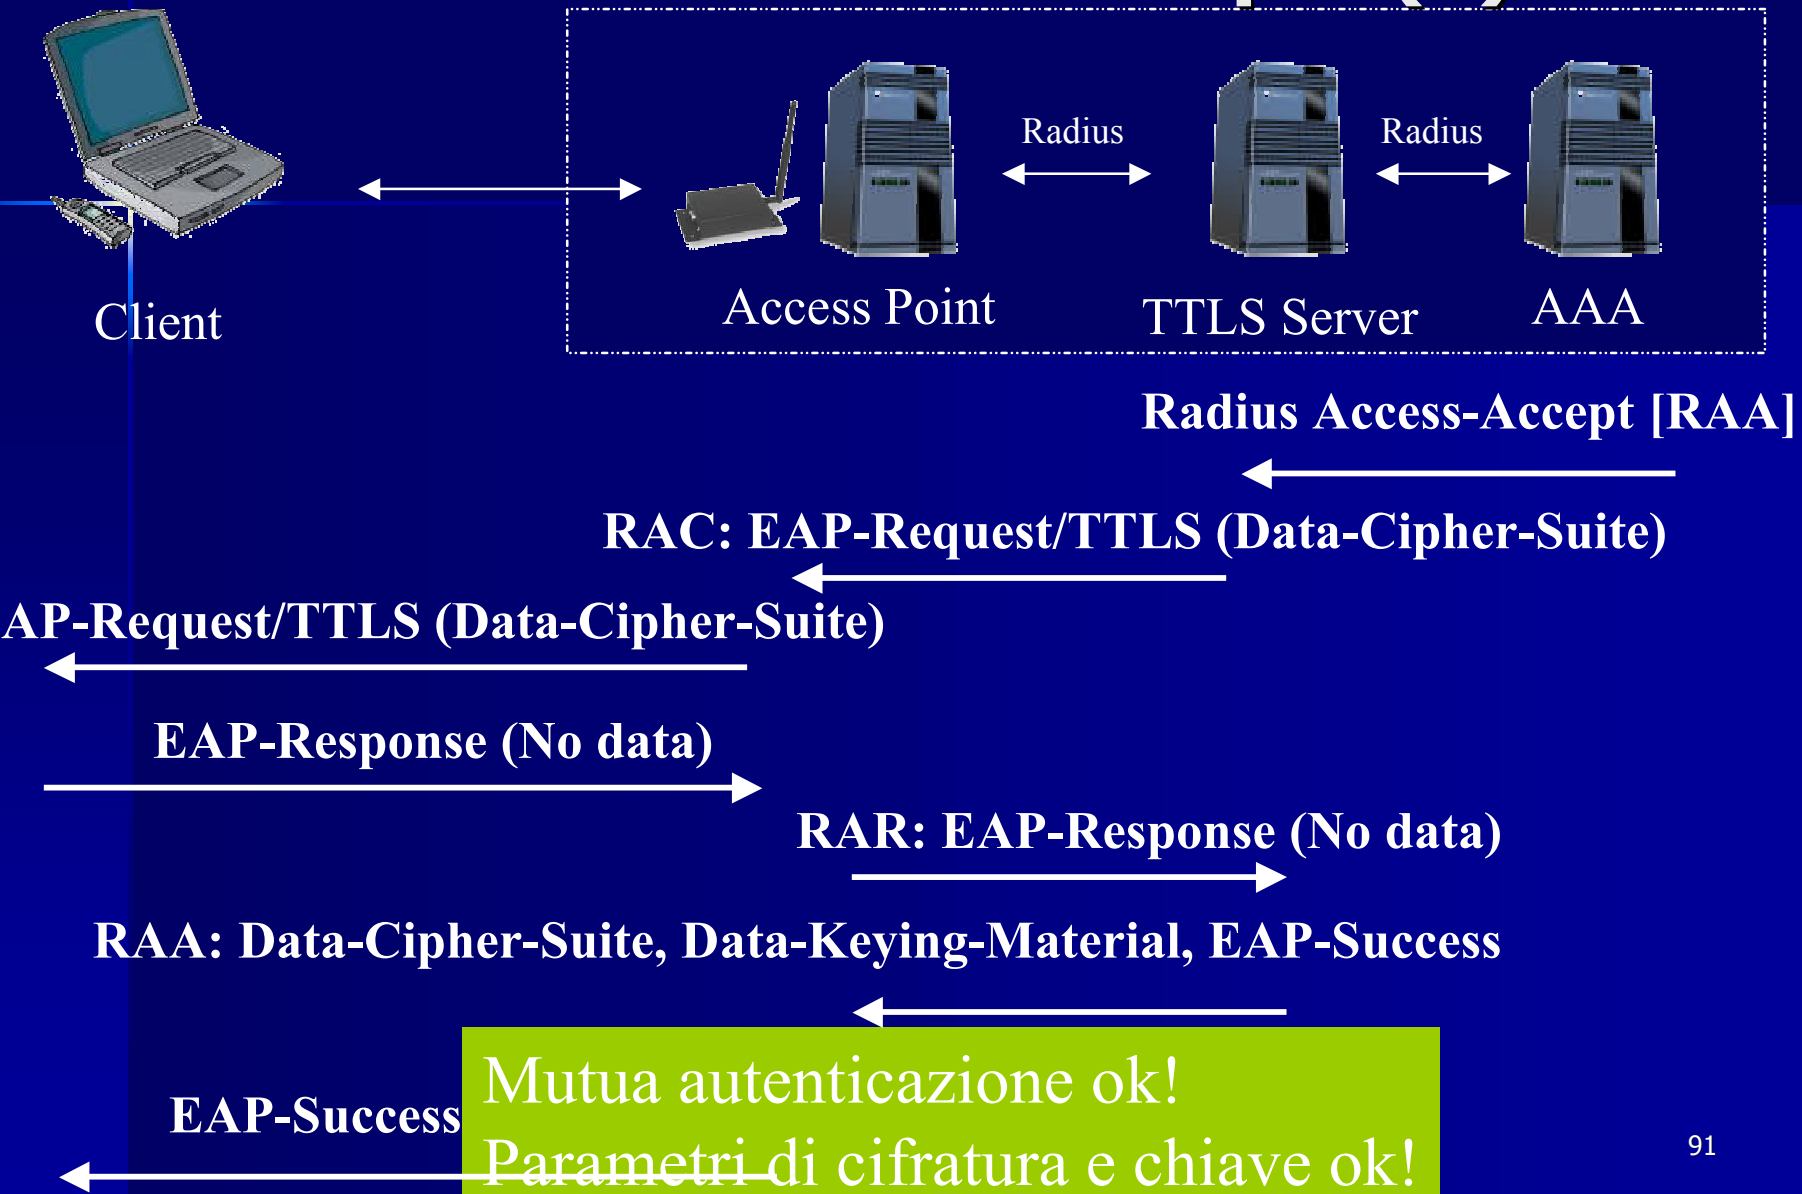 Radius
Radius
Client
Access Point
TTLS Server
AAA
Radius Access-Accept [RAA]
RAC: EAP-Request/TTLS (Data-Cipher-Suite)
AP-Request/TTLS (Data-Cipher-Suite)
EAP-Response (No data)
RAR: EAP-Response (No data)
RAA: Data-Cipher-Suite, Data-Keying-Material, EAP-Success
EAP-Success
Mutua autenticazione ok!
Parametri di cifratura e chiave ok!
91